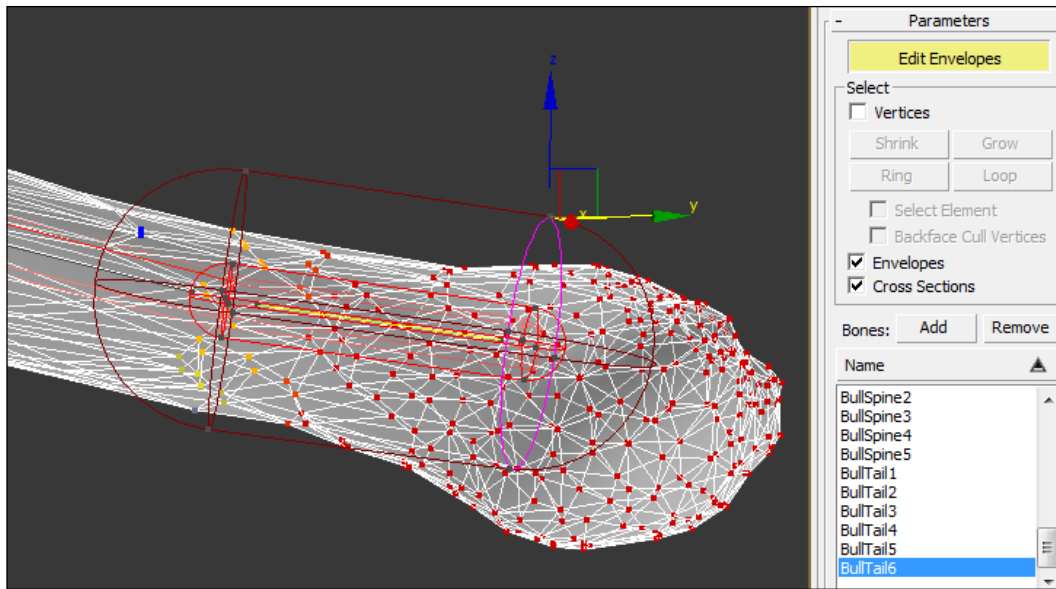 - Parameters
Edit Envelopes
Select
Vertices
Shrink Grow
Ring Loop
Select Element
Backface Cull Vertices
Envelopes
Cross Sections
Bones: Add Remove
Name
BullSpine2
BullSpine3
BullSpine4
BullSpine5
BullTail1
BullTail2
BullTail3
BullTail4
BullTail5
BullTail6
z
x
y